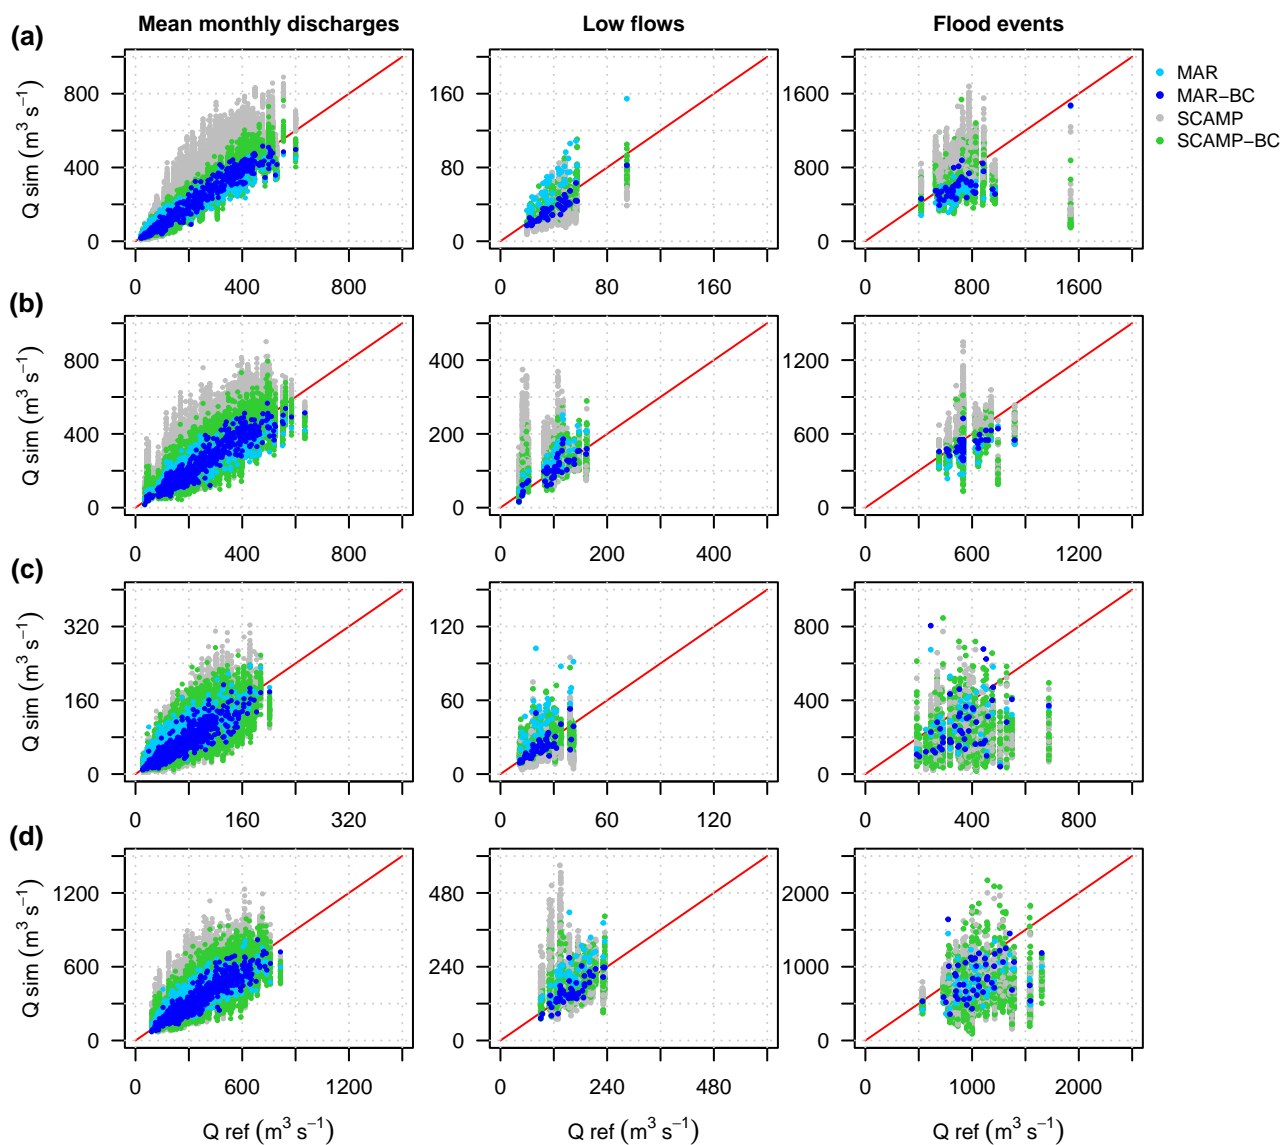 Mean monthly discharges Low flows Flood events
(a)
Q sim (m³ s⁻¹)
800
400
0
0 400 800
160
80
0
0 80 160
1600
800
0
0 800 1600
MAR
MAR−BC
SCAMP
SCAMP−BC
(b)
Q sim (m³ s⁻¹)
800
400
0
0 400 800
400
200
0
0 200 400
1200
600
0
0 600 1200
(c)
Q sim (m³ s⁻¹)
320
160
0
0 160 320
120
60
0
0 60 120
800
400
0
0 400 800
(d)
Q sim (m³ s⁻¹)
1200
600
0
0 600 1200
480
240
0
0 240 480
2000
1000
0
0 1000 2000
Q ref (m³ s⁻¹) Q ref (m³ s⁻¹) Q ref (m³ s⁻¹)